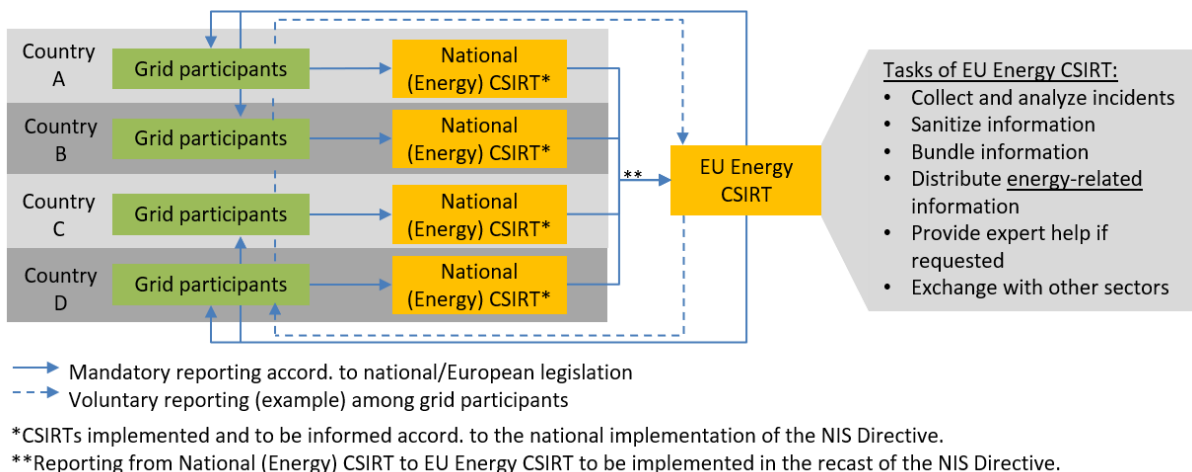 Country
A
Grid participants
National
(Energy) CSIRT*
Country
B
Grid participants
National
(Energy) CSIRT*
Country
C
Grid participants
National
(Energy) CSIRT*
Country
D
Grid participants
National
(Energy) CSIRT*
**
EU Energy
CSIRT
Tasks of EU Energy CSIRT:
• Collect and analyze incidents
• Sanitize information
• Bundle information
• Distribute energy-related
information
• Provide expert help if
requested
• Exchange with other sectors
Mandatory reporting accord. to national/European legislation
Voluntary reporting (example) among grid participants
*CSIRTs implemented and to be informed accord. to the national implementation of the NIS Directive.
**Reporting from National (Energy) CSIRT to EU Energy CSIRT to be implemented in the recast of the NIS Directive.